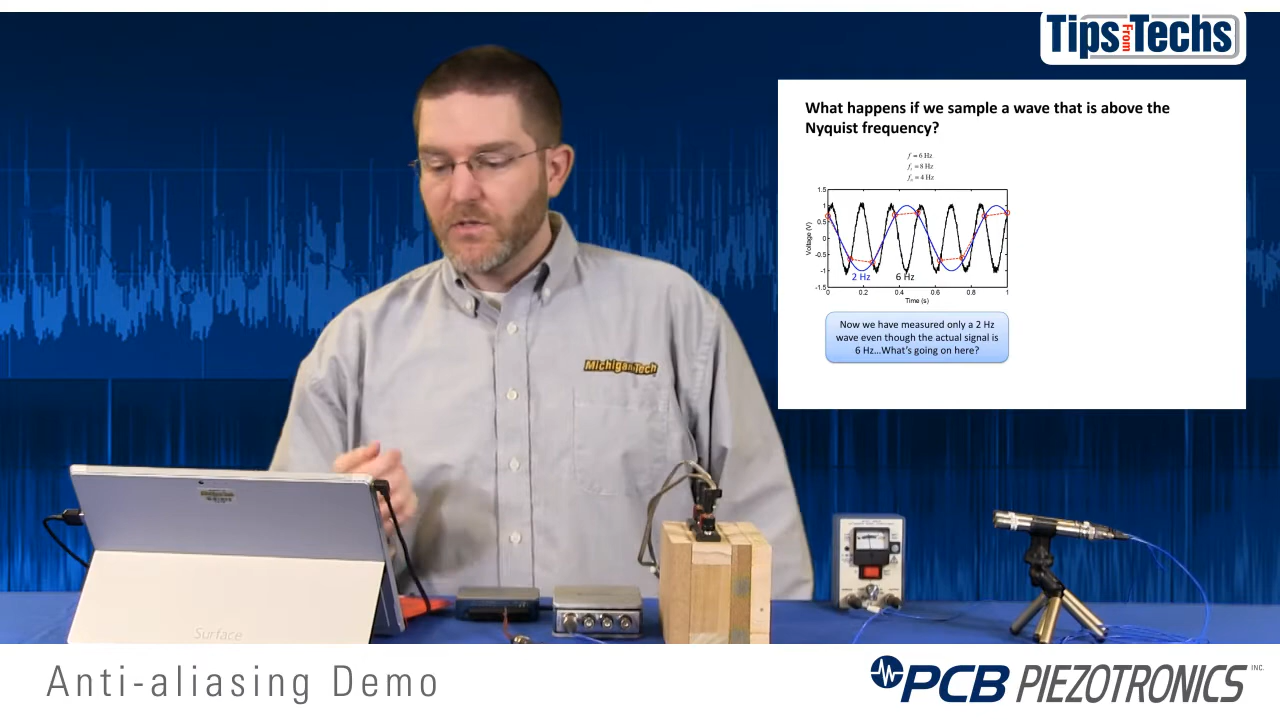 Tips From Techs
What happens if we sample a wave that is above the
Nyquist frequency?
f = 6 Hz
fs = 8 Hz
1.5
1
0.5
0
-0.5
-1
-1.5
Voltage (V)
2 Hz
6 Hz
0 0.2 0.4 0.6 0.8 1
Time (s)
Now we have measured only a 2 Hz
wave even though the actual signal is
6 Hz...What's going on here?
MichiganTech
Surface
Anti-aliasing Demo
PCB PIEZOTRONICS INC.